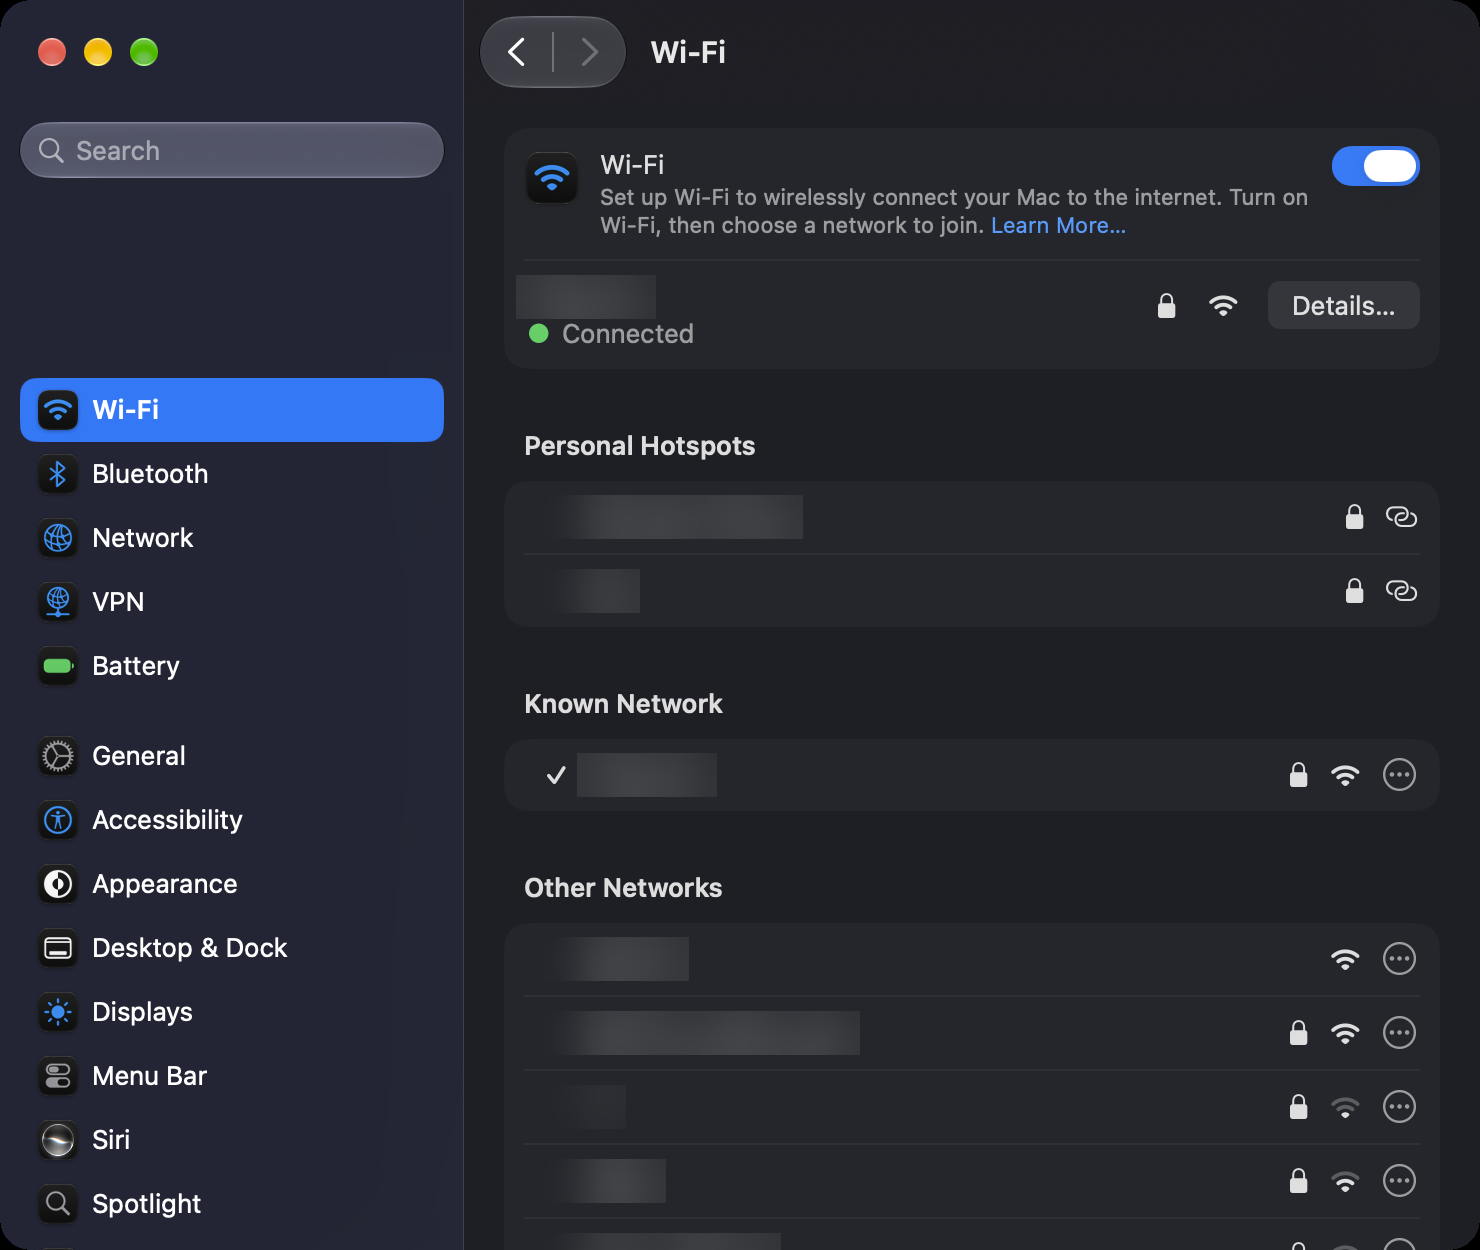 Search
Wi-Fi
Bluetooth
Network
VPN
Battery
General
Accessibility
Appearance
Desktop & Dock
Displays
Menu Bar
Siri
Spotlight
Wi-Fi
Wi-Fi
Set up Wi-Fi to wirelessly connect your Mac to the internet. Turn on
Wi-Fi, then choose a network to join. Learn More...
Connected
Details...
Personal Hotspots
Known Network
Other Networks